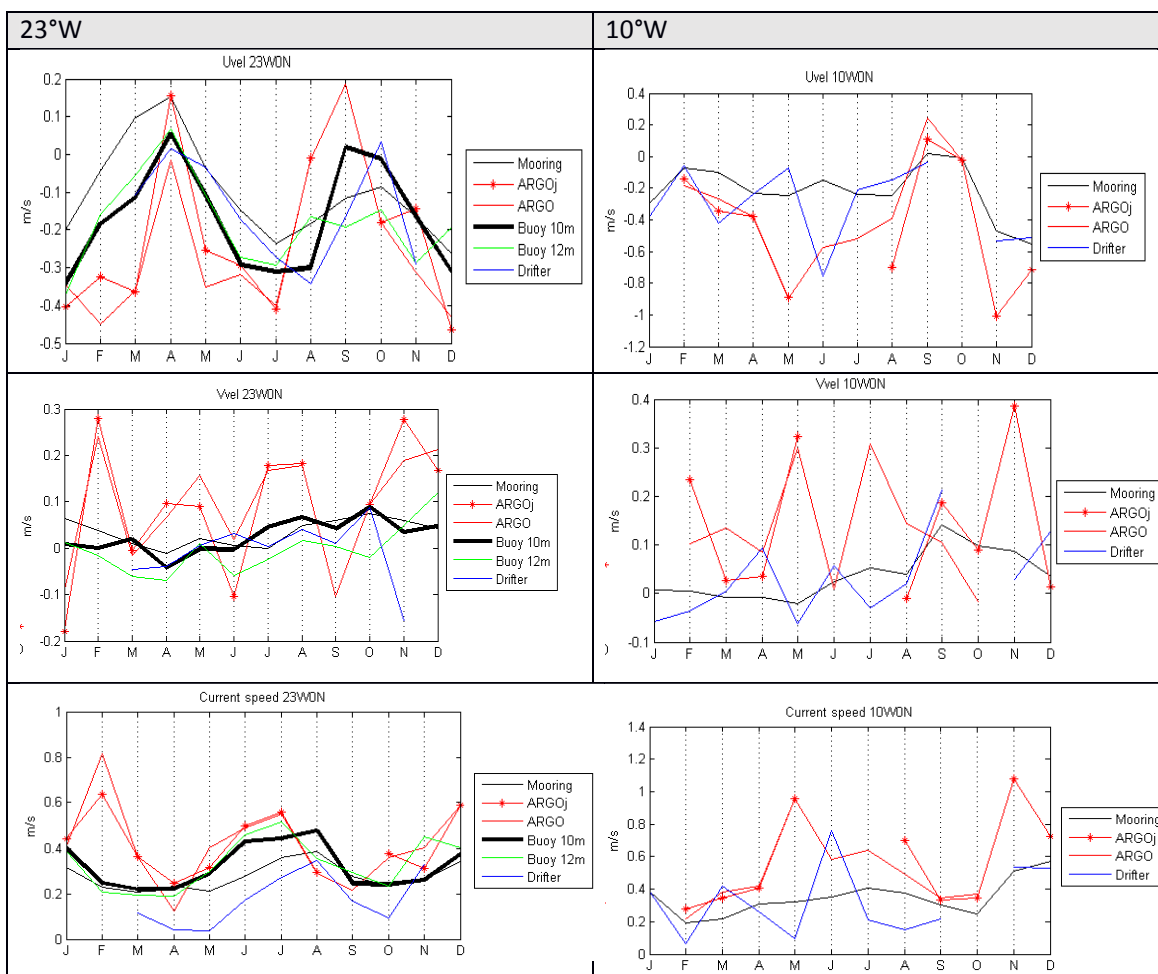 23°W
10°W
Uvel 23W0N
0.2
0.1
0
-0.1
-0.2
-0.3
-0.4
-0.5
m/s
J F M A M J J A S O N D
Mooring
ARGOj
ARGO
Buoy 10m
Buoy 12m
Drifter
Uvel 10W0N
0.4
0.2
0
-0.2
-0.4
-0.6
-0.8
-1
-1.2
m/s
J F M A M J J A S O N D
Mooring
ARGOj
ARGO
Drifter
Vvel 23W0N
0.3
0.2
0.1
0
-0.1
-0.2
m/s
J F M A M J J A S O N D
Mooring
ARGOj
ARGO
Buoy 10m
Buoy 12m
Drifter
Vvel 10W0N
0.4
0.3
0.2
0.1
0
-0.1
m/s
J F M A M J J A S O N D
Mooring
ARGOj
ARGO
Drifter
Current speed 23W0N
1
0.8
0.6
0.4
0.2
0
m/s
J F M A M J J A S O N D
Mooring
ARGOj
ARGO
Buoy 10m
Buoy 12m
Drifter
Current speed 10W0N
1.4
1.2
1
0.8
0.6
0.4
0.2
0
m/s
J F M A M J J A S O N D
Mooring
ARGOj
ARGO
Drifter